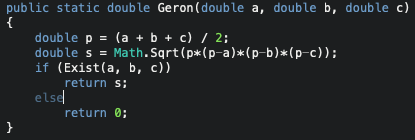 public static double Geron(double a, double b, double c)
{
    double p = (a + b + c) / 2;
    double s = Math.Sqrt(p*(p-a)*(p-b)*(p-c));
    if (Exist(a, b, c))
        return s;
    else
        return 0;
}